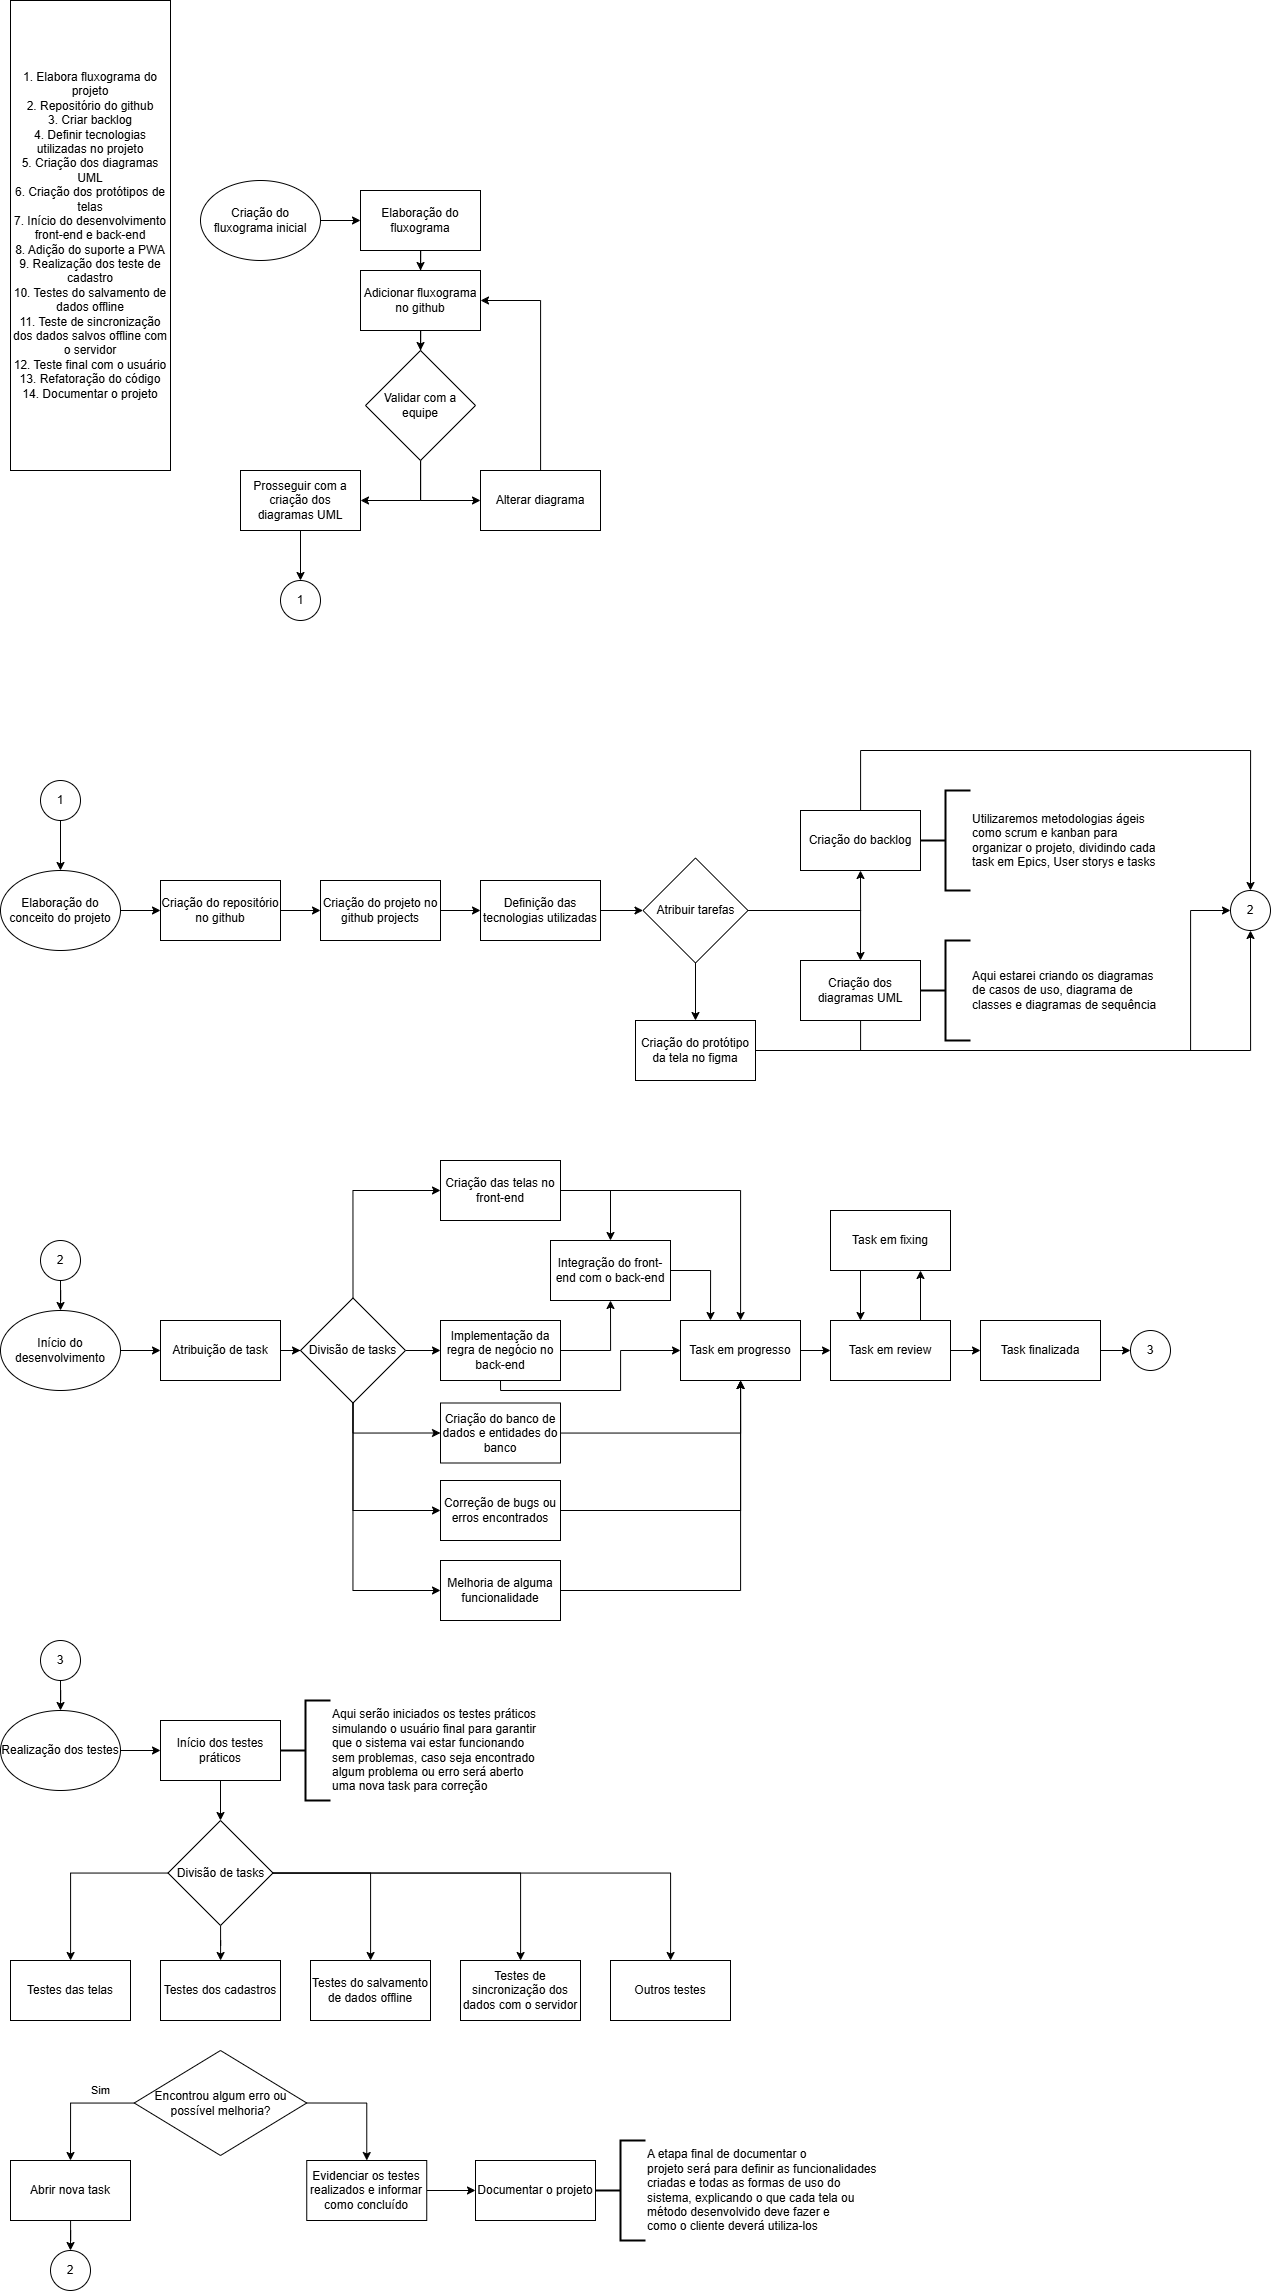 1. Elabora fluxograma do
projeto
2. Repositório do github
3. Criar backlog
4. Definir tecnologias
utilizadas no projeto
5. Criação dos diagramas
UML
6. Criação dos protótipos de
telas
7. Início do desenvolvimento
front-end e back-end
8. Adição do suporte a PWA
9. Realização dos teste de
cadastro
10. Testes do salvamento de
dados offline
11. Teste de sincronização
dos dados salvos offline com
o servidor
12. Teste final com o usuário
13. Refatoração do código
14. Documentar o projeto
Criação do
fluxograma inicial
Elaboração do
fluxograma
Adicionar fluxograma
no github
Validar com a
equipe
Prosseguir com a
criação dos
diagramas UML
Alterar diagrama
1
1
Elaboração do
conceito do projeto
Criação do repositório
no github
Criação do projeto no
github projects
Definição das
tecnologias utilizadas
Atribuir tarefas
Criação do backlog
Utilizaremos metodologias ágeis
como scrum e kanban para
organizar o projeto, dividindo cada
task em Epics, User storys e tasks
2
Criação dos
diagramas UML
Aqui estarei criando os diagramas
de casos de uso, diagrama de
classes e diagramas de sequência
Criação do protótipo
da tela no figma
2
Início do
desenvolvimento
Atribuição de task
Divisão de tasks
Criação das telas no
front-end
Integração do front-
end com o back-end
Implementação da
regra de negócio no
back-end
Criação do banco de
dados e entidades do
banco
Correção de bugs ou
erros encontrados
Melhoria de alguma
funcionalidade
Task em progresso
Task em fixing
Task em review
Task finalizada
3
3
Realização dos testes
Início dos testes
práticos
Aqui serão iniciados os testes práticos
simulando o usuário final para garantir
que o sistema vai estar funcionando
sem problemas, caso seja encontrado
algum problema ou erro será aberto
uma nova task para correção
Divisão de tasks
Testes das telas
Testes dos cadastros
Testes do salvamento
de dados offline
Testes de
sincronização dos
dados com o servidor
Outros testes
Encontrou algum erro ou
possível melhoria?
Sim
Abrir nova task
2
Evidenciar os testes
realizados e informar
como concluído
Documentar o projeto
A etapa final de documentar o
projeto será para definir as funcionalidades
criadas e todas as formas de uso do
sistema, explicando o que cada tela ou
método desenvolvido deve fazer e
como o cliente deverá utiliza-los